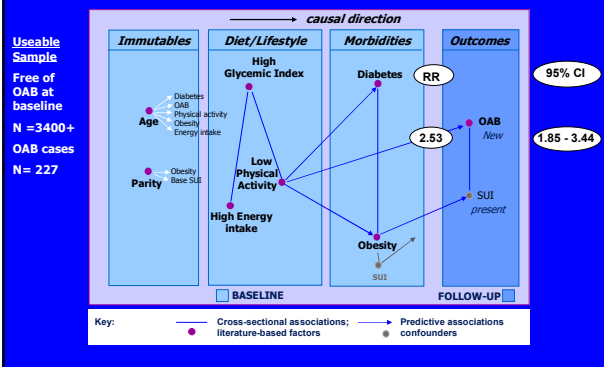 causal direction
Useable
Sample
Free of
OAB at
baseline
N =3400+
OAB cases
N= 227
Immutables
Diet/Lifestyle
Morbidities
Outcomes
High
Glycemic Index
Diabetes
RR
95% CI
Age
Diabetes
OAB
Physical activity
Obesity
Energy intake
OAB
New
2.53
1.85 - 3.44
Low
Physical
Activity
Parity
Obesity
Base SUI
SUI
present
High Energy
intake
Obesity
SUI
BASELINE
FOLLOW-UP
Key:
Cross-sectional associations;
literature-based factors
Predictive associations
confounders